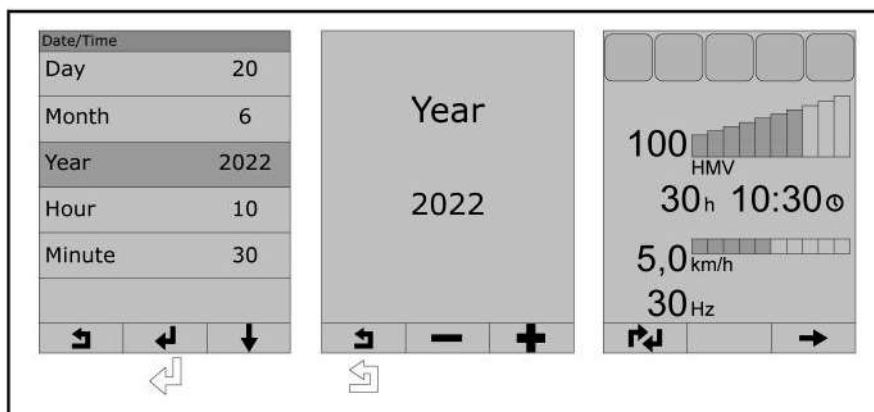 Date/Time
Day 20
Month 6
Year 2022
Hour 10
Minute 30
Year
2022
100
HMV
30 h 10:30
5,0 km/h
30 Hz